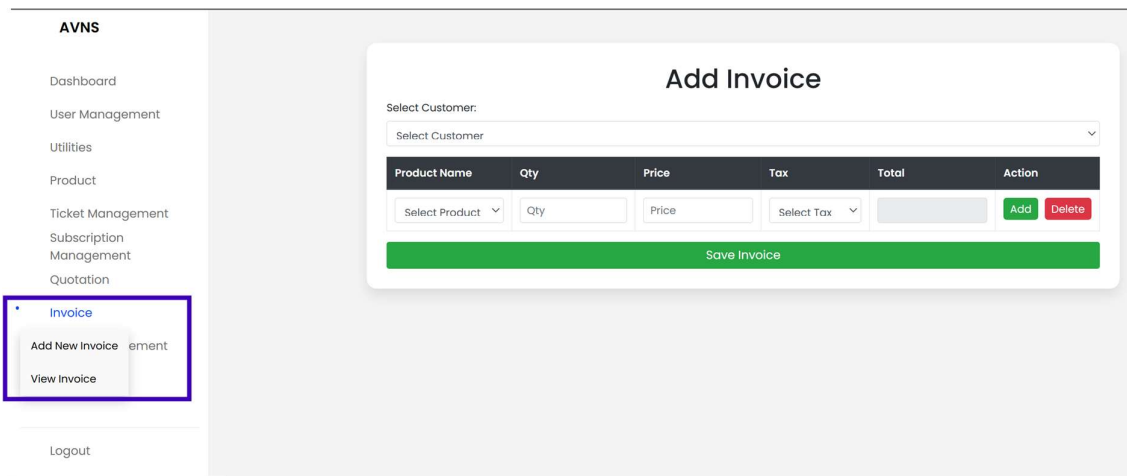 AVNS
Dashboard
User Management
Utilities
Product
Ticket Management
Subscription
Management
Quotation
Invoice
Add New Invoice ement
View Invoice
Logout
Add Invoice
Select Customer:
Select Customer
Product Name Qty Price Tax Total Action
Select Product Qty Price Select Tax Add Delete
Save Invoice